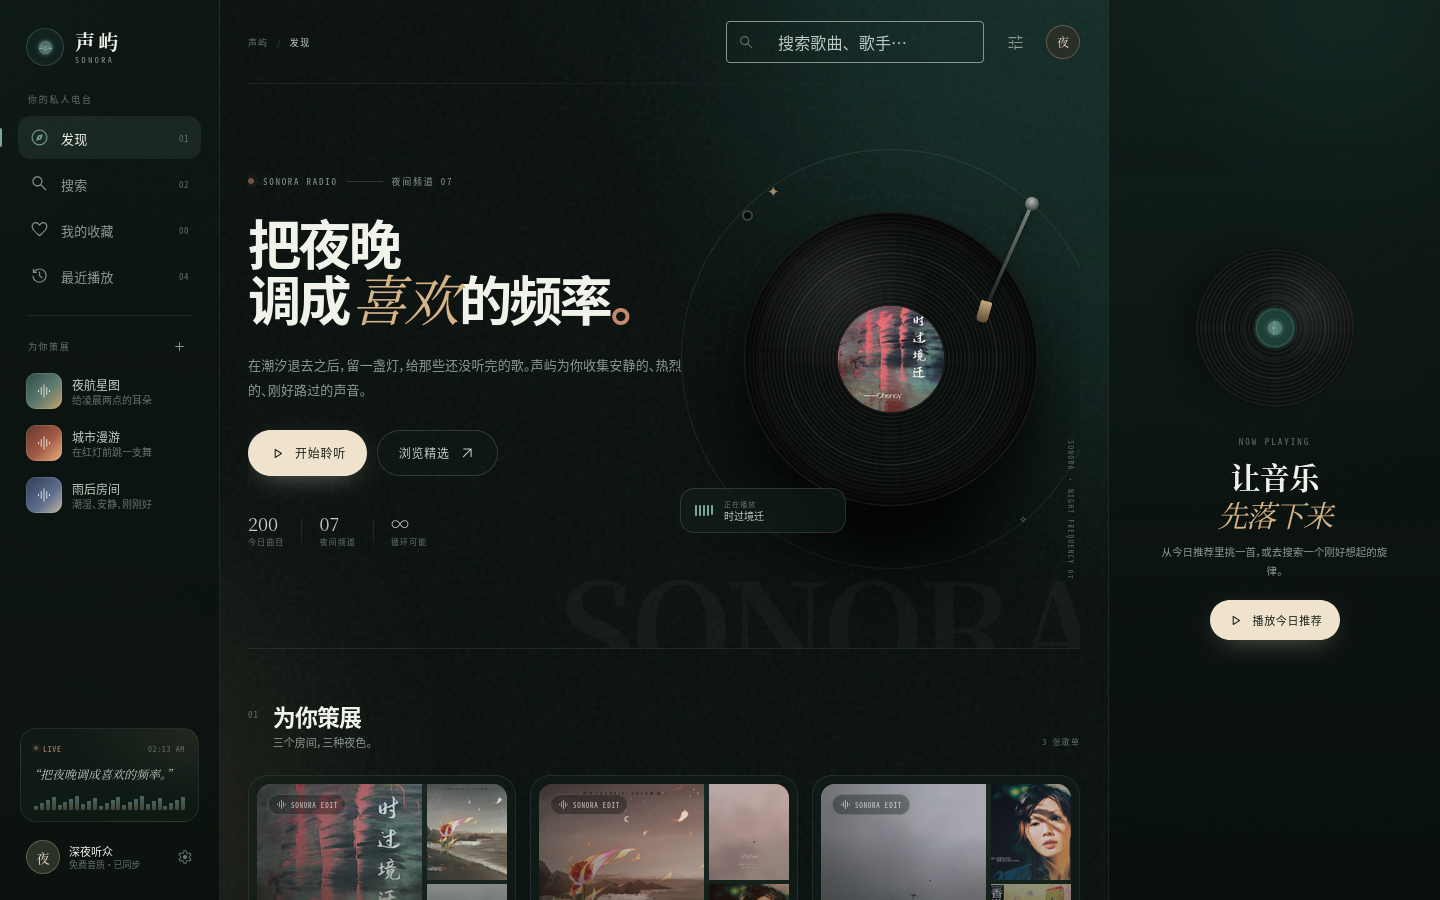 声屿
SONORA
你的私人电台
发现 01
搜索 02
我的收藏 00
最近播放 04
为你策展
夜航星图
给凌晨两点的耳朵
城市漫游
在红灯前跳一支舞
雨后房间
潮湿、安静、刚刚好
LIVE 02:13 AM
“把夜晚调成喜欢的频率。”
夜
深夜听众
免费音质 · 已同步
声屿 / 发现
搜索歌曲、歌手…
夜
SONORA RADIO 夜间频道 07
把夜晚
调成喜欢的频率。
在潮汐退去之后，留一盏灯，给那些还没听完的歌。声屿为你收集安静的、热烈
的、刚好路过的声音。
开始聆听
浏览精选
200
今日曲目
07
夜间频道
∞
循环可能
时过境迁
正在播放
时过境迁
SONORA · NIGHT FREQUENCY 07
SONORA
01
为你策展
三个房间，三种夜色。
3 张歌单
SONORA EDIT
时过境迁
SONORA EDIT
SONORA EDIT
NOW PLAYING
让音乐
先落下来
从今日推荐里挑一首，或去搜索一个刚好想起的旋
律。
播放今日推荐